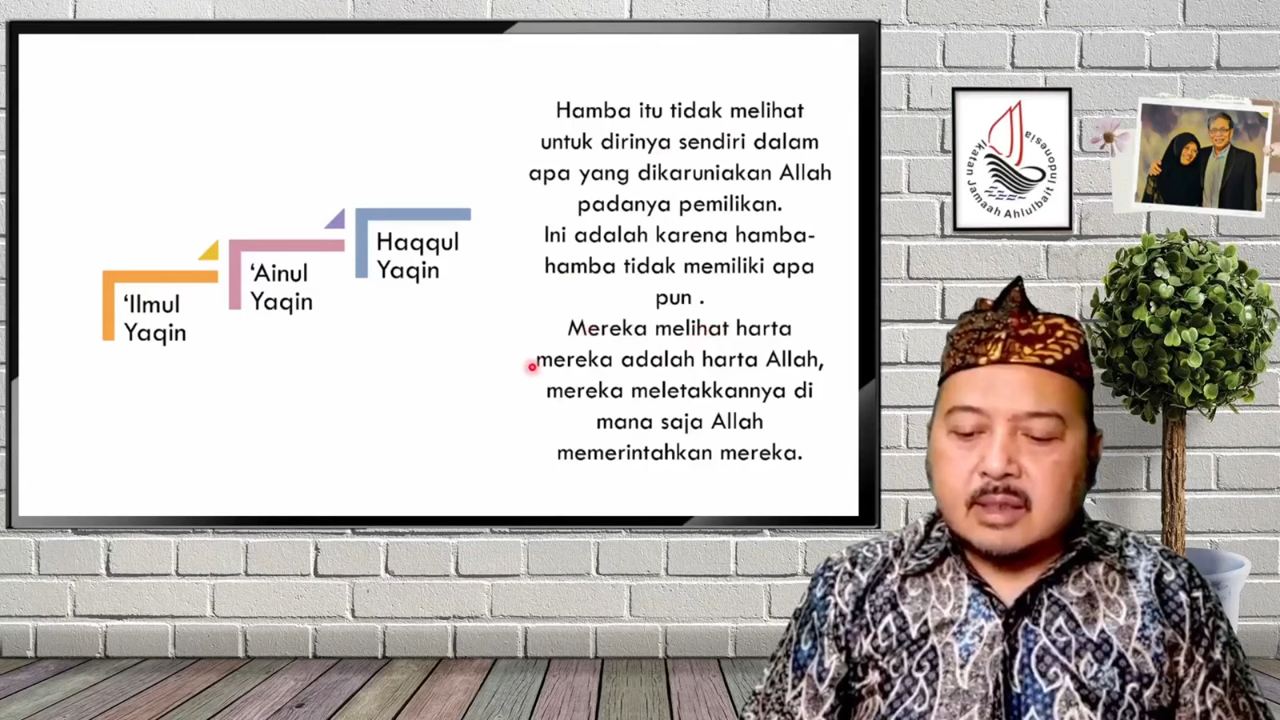 Hamba itu tidak melihat
untuk dirinya sendiri dalam
apa yang dikaruniakan Allah
padanya pemilikan.
Ini adalah karena hamba-
hamba tidak memiliki apa
pun .
Mereka melihat harta
mereka adalah harta Allah,
mereka meletakkannya di
mana saja Allah
memerintahkan mereka.
Haqqul
Yaqin
‘Ainul
Yaqin
‘Ilmul
Yaqin
Ikatan Jamaah Ahlulbait Indonesia